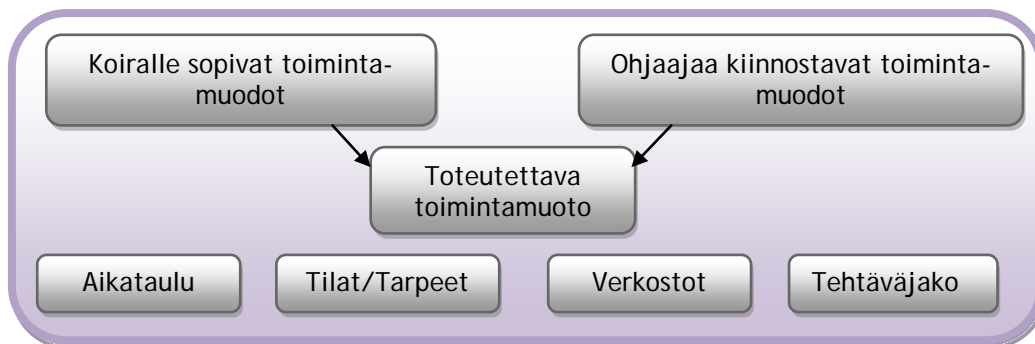 Koiralle sopivat toiminta-
muodot
Ohjaajaa kiinnostavat toiminta-
muodot
Toteutettava
toimintamuoto
Aikataulu
Tilat/Tarpeet
Verkostot
Tehtäväjako